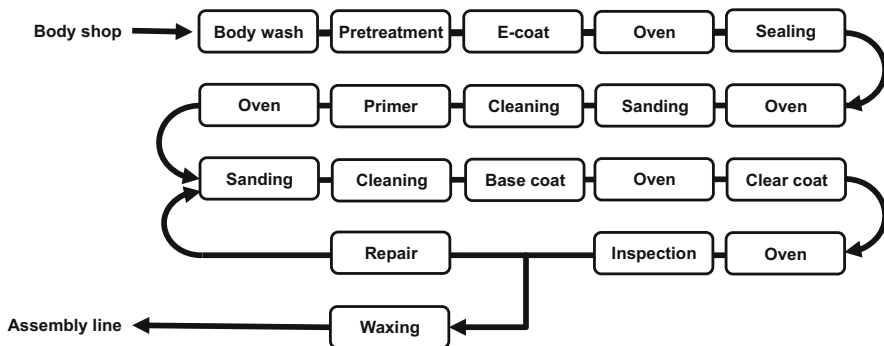 Body shop
Body wash
Pretreatment
E-coat
Oven
Sealing
Oven
Primer
Cleaning
Sanding
Oven
Sanding
Cleaning
Base coat
Oven
Clear coat
Repair
Inspection
Oven
Assembly line
Waxing